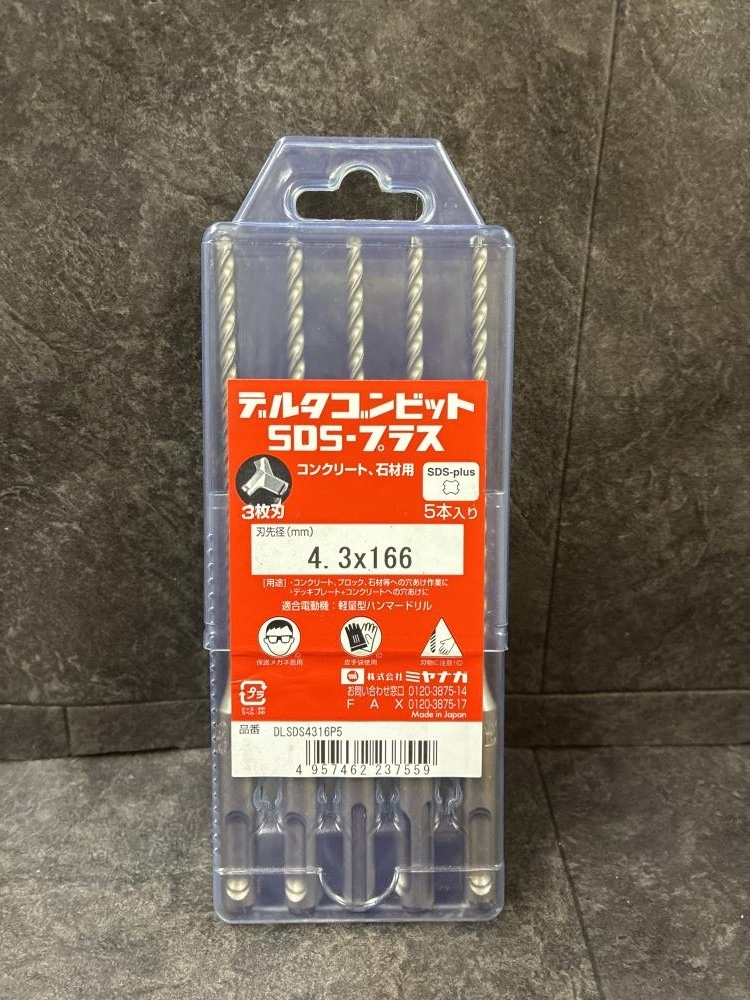 デルタゴンビット
SDS-プラス
コンクリート、石材用
SDS-plus
3枚刃
5本入り
刃先径(mm)
4.3x166
[用途]・コンクリート、ブロック、石材等への穴あけ作業に
・デッキプレート+コンクリートへの穴あけに
適合電動機:軽量型ハンマードリル
保護メガネ着用
皮手袋使用
刃物に注意!
株式会社 ミヤナガ
お問い合わせ窓口 0120-3875-14
FAX 0120-3875-17
Made in Japan
プラ
品番 DLSDS4316P5
4 957462 237559